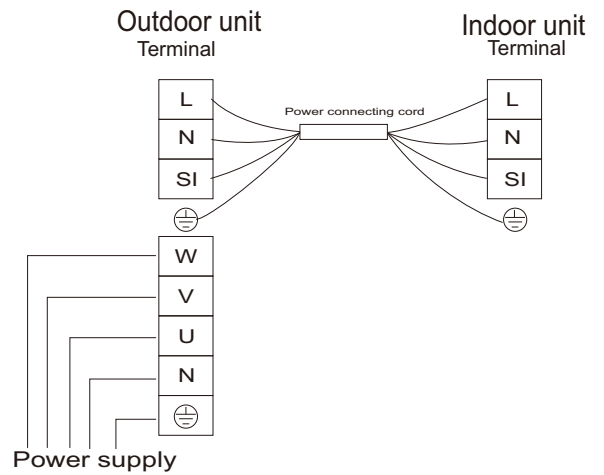 Outdoor unit
Terminal
Indoor unit
Terminal
Power connecting cord
L
N
SI
L
N
SI
W
V
U
N
Power supply